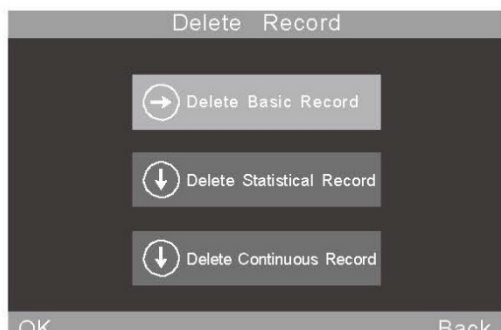 Delete Record
Delete Basic Record
Delete Statistical Record
Delete Continuous Record
OK Back